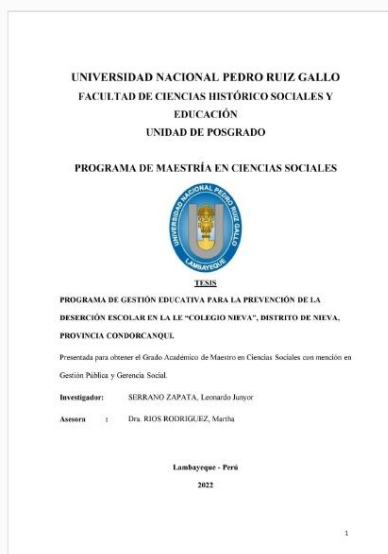 UNIVERSIDAD NACIONAL PEDRO RUIZ GALLO
FACULTAD DE CIENCIAS HISTÓRICO SOCIALES Y
EDUCACIÓN
UNIDAD DE POSGRADO
PROGRAMA DE MAESTRÍA EN CIENCIAS SOCIALES
UNIVERSIDAD NACIONAL PEDRO RUIZ GALLO
LAMBAYEQUE
TESIS
PROGRAMA DE GESTIÓN EDUCATIVA PARA LA PREVENCIÓN DE LA
DESERCIÓN ESCOLAR EN LA I.E "COLEGIO NIEVA", DISTRITO DE NIEVA,
PROVINCIA CONDORCANQUI.
Presentada para obtener el Grado Académico de Maestro en Ciencias Sociales con mención en
Gestión Pública y Gerencia Social.
Investigador: SERRANO ZAPATA, Leonardo Junyor
Asesora : Dra. RIOS RODRIGUEZ, Martha
Lambayeque - Perú
2022
1